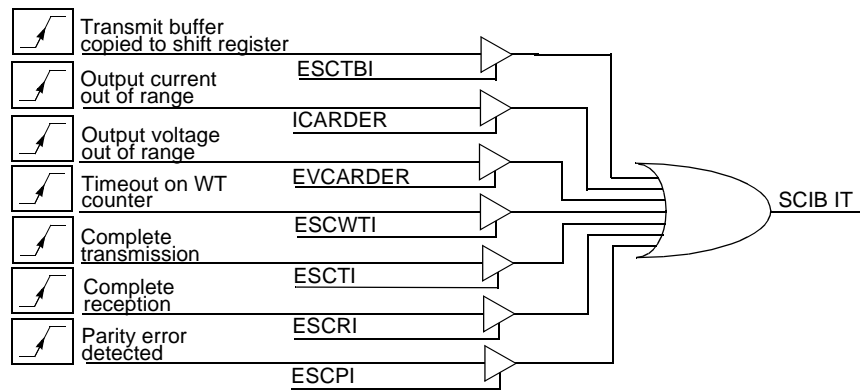 Transmit buffer
copied to shift register
ESCTBI
Output current
out of range
ICARDER
Output voltage
out of range
EVCARDER
Timeout on WT
counter
ESCWTI
SCIB IT
Complete
transmission
ESCTI
Complete
reception
ESCRI
Parity error
detected
ESCPI